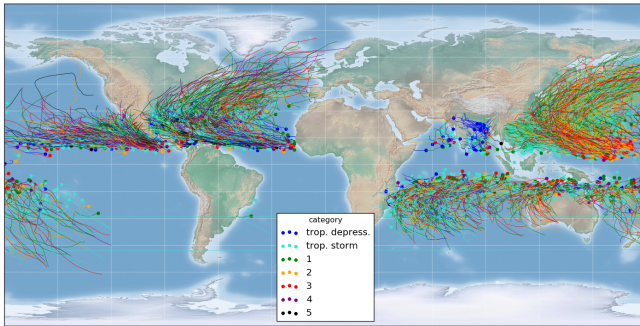 category
trop. depress.
trop. storm
1
2
3
4
5